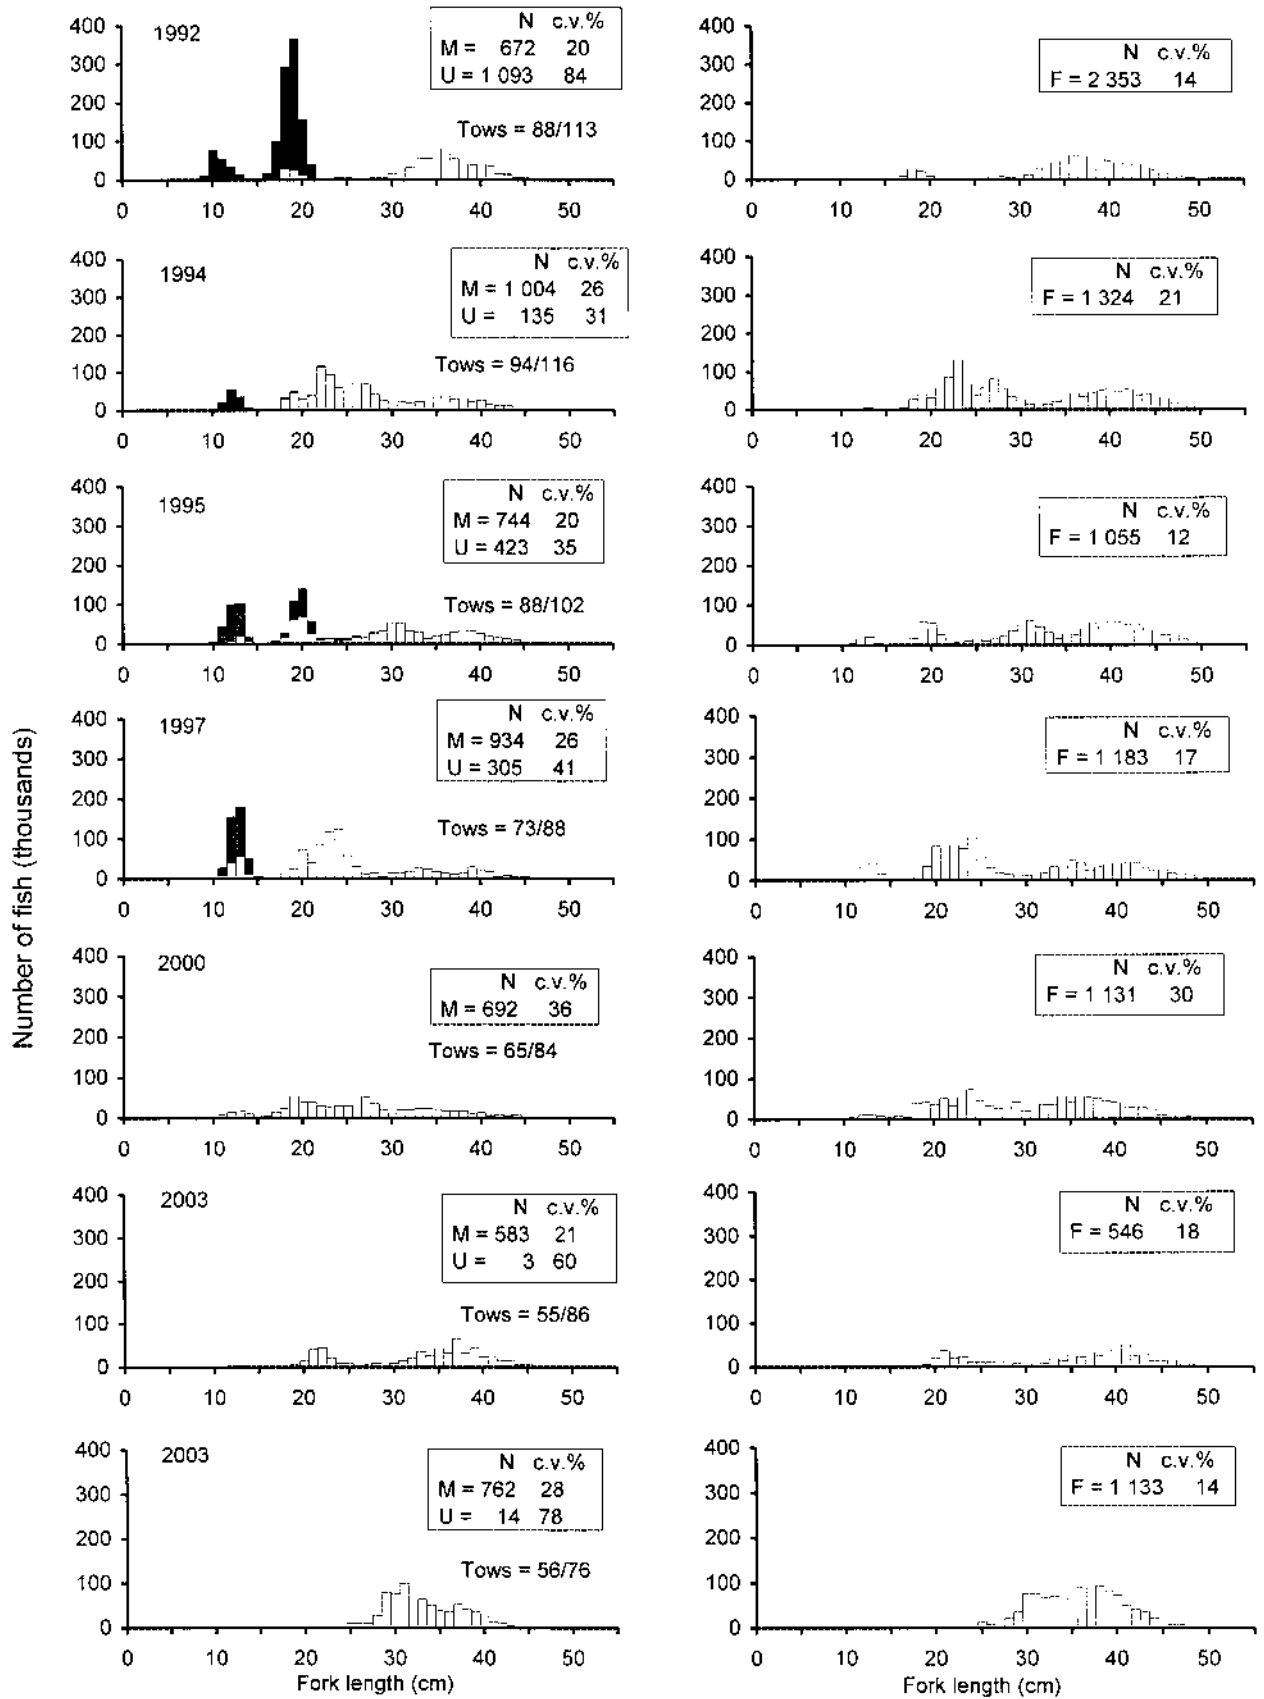 Number of fish (thousands)
1992
N c.v.%
M = 672 20
U = 1 093 84
Tows = 88/113
400
300
200
100
0
0 10 20 30 40 50
N c.v.%
F = 2 353 14
400
300
200
100
0
0 10 20 30 40 50
1994
N c.v.%
M = 1 004 26
U = 135 31
Tows = 94/116
400
300
200
100
0
0 10 20 30 40 50
N c.v.%
F = 1 324 21
400
300
200
100
0
0 10 20 30 40 50
1995
N c.v.%
M = 744 20
U = 423 35
Tows = 88/102
400
300
200
100
0
0 10 20 30 40 50
N c.v.%
F = 1 055 12
400
300
200
100
0
0 10 20 30 40 50
1997
N c.v.%
M = 934 26
U = 305 41
Tows = 73/88
400
300
200
100
0
0 10 20 30 40 50
N c.v.%
F = 1 183 17
400
300
200
100
0
0 10 20 30 40 50
2000
N c.v.%
M = 692 36
Tows = 65/84
400
300
200
100
0
0 10 20 30 40 50
N c.v.%
F = 1 131 30
400
300
200
100
0
0 10 20 30 40 50
2003
N c.v.%
M = 583 21
U = 3 60
Tows = 55/86
400
300
200
100
0
0 10 20 30 40 50
N c.v.%
F = 546 18
400
300
200
100
0
0 10 20 30 40 50
2003
N c.v.%
M = 762 28
U = 14 78
Tows = 56/76
400
300
200
100
0
0 10 20 30 40 50
Fork length (cm)
N c.v.%
F = 1 133 14
400
300
200
100
0
0 10 20 30 40 50
Fork length (cm)